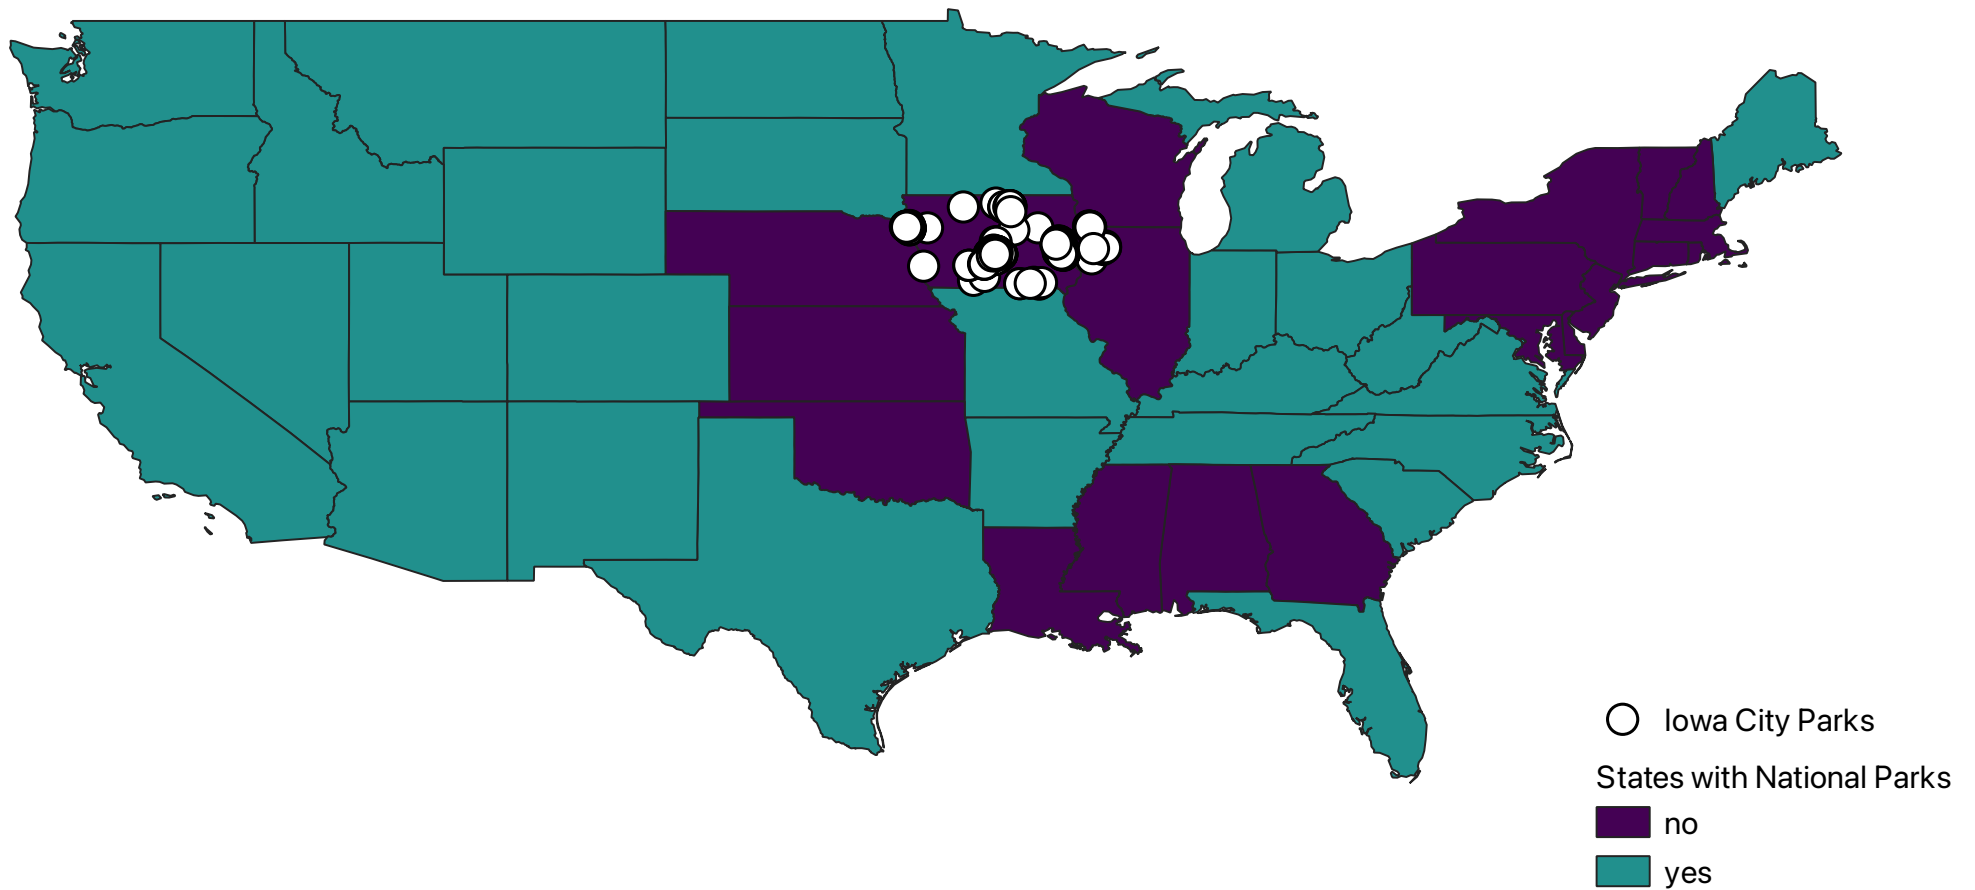 Iowa City Parks
States with National Parks
no
yes